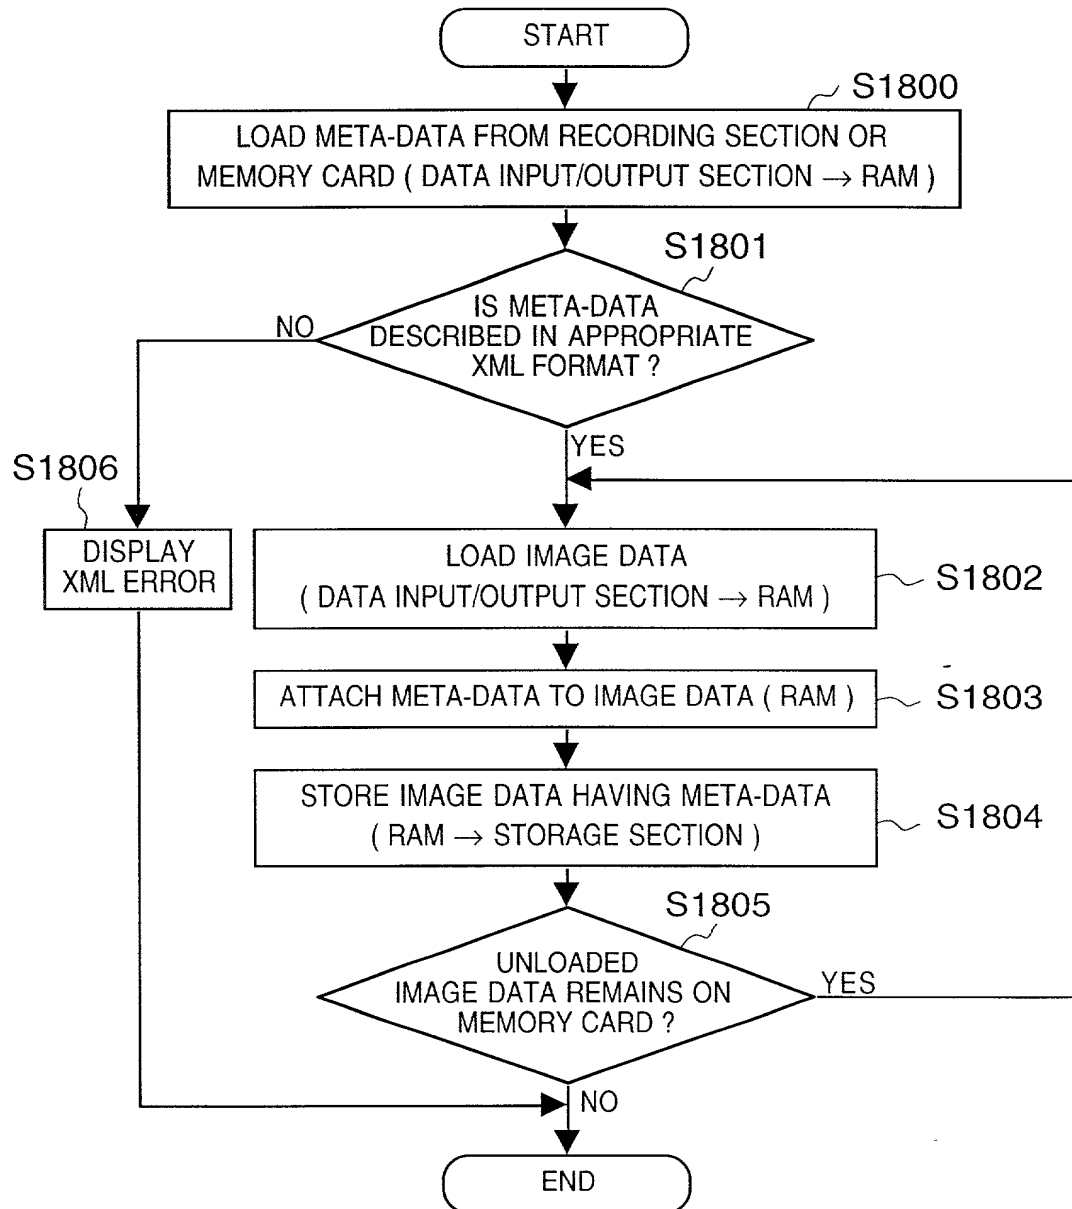 START
S1800
LOAD META-DATA FROM RECORDING SECTION OR
MEMORY CARD ( DATA INPUT/OUTPUT SECTION → RAM )
S1801
IS META-DATA
DESCRIBED IN APPROPRIATE
XML FORMAT ?
NO
YES
S1806
DISPLAY
XML ERROR
LOAD IMAGE DATA
( DATA INPUT/OUTPUT SECTION → RAM )
S1802
ATTACH META-DATA TO IMAGE DATA ( RAM )
S1803
STORE IMAGE DATA HAVING META-DATA
( RAM → STORAGE SECTION )
S1804
S1805
UNLOADED
IMAGE DATA REMAINS ON
MEMORY CARD ?
YES
NO
END